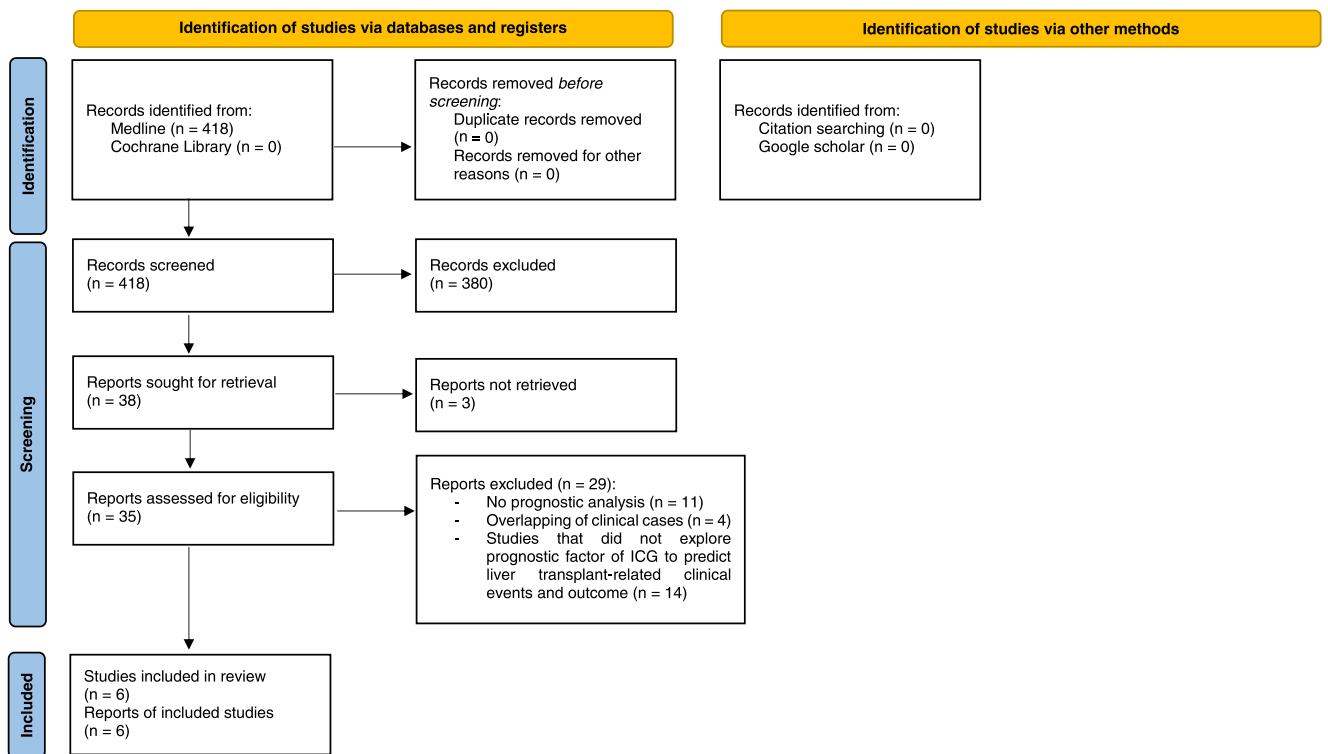 Identification of studies via databases and registers
Identification of studies via other methods
Identification
Records identified from:
Medline (n = 418)
Cochrane Library (n = 0)
Records removed before
screening:
Duplicate records removed
(n = 0)
Records removed for other
reasons (n = 0)
Records identified from:
Citation searching (n = 0)
Google scholar (n = 0)
Screening
Records screened
(n = 418)
Records excluded
(n = 380)
Reports sought for retrieval
(n = 38)
Reports not retrieved
(n = 3)
Reports assessed for eligibility
(n = 35)
Reports excluded (n = 29):
- No prognostic analysis (n = 11)
- Overlapping of clinical cases (n = 4)
- Studies that did not explore
prognostic factor of ICG to predict
liver transplant-related clinical
events and outcome (n = 14)
Included
Studies included in review
(n = 6)
Reports of included studies
(n = 6)